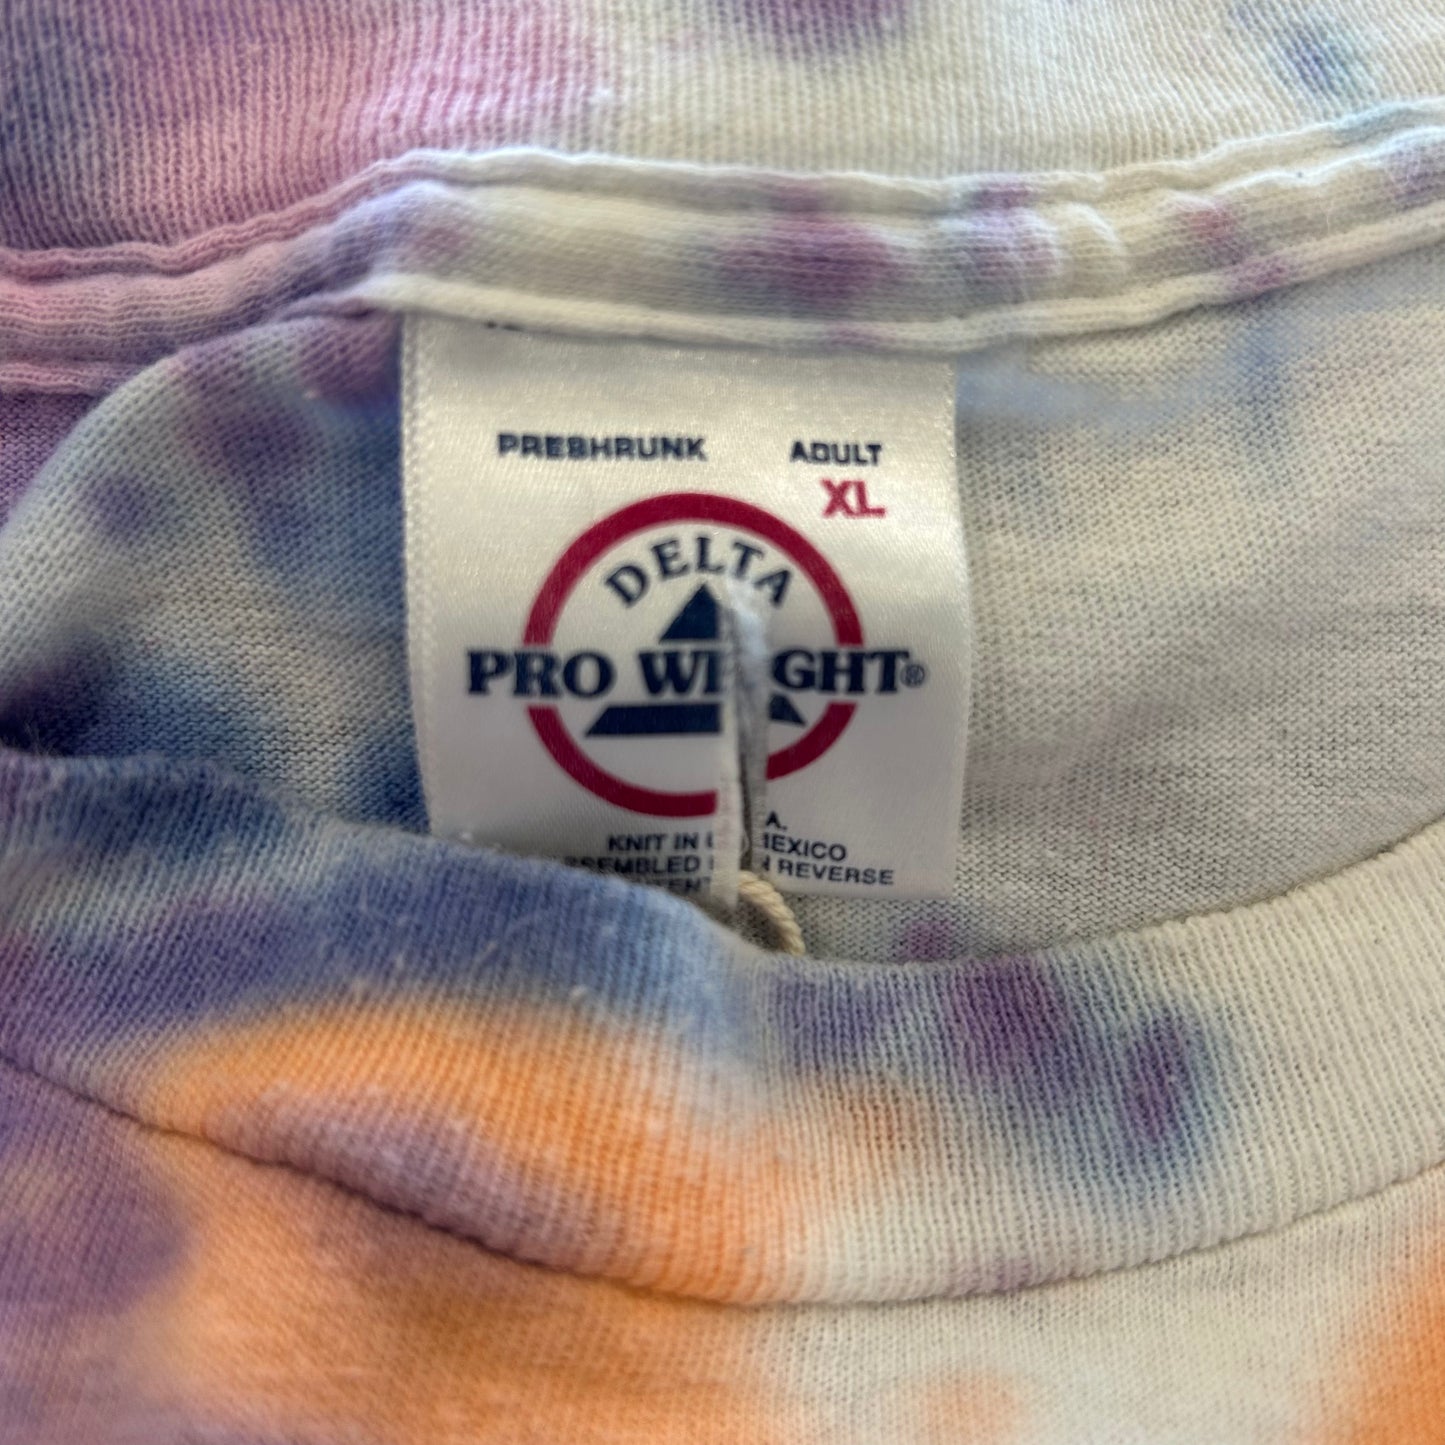 PRESHRUNK ADULT
XL
DELTA
PRO WEIGHT®
A.
KNIT IN
MEXICO
REVERSE